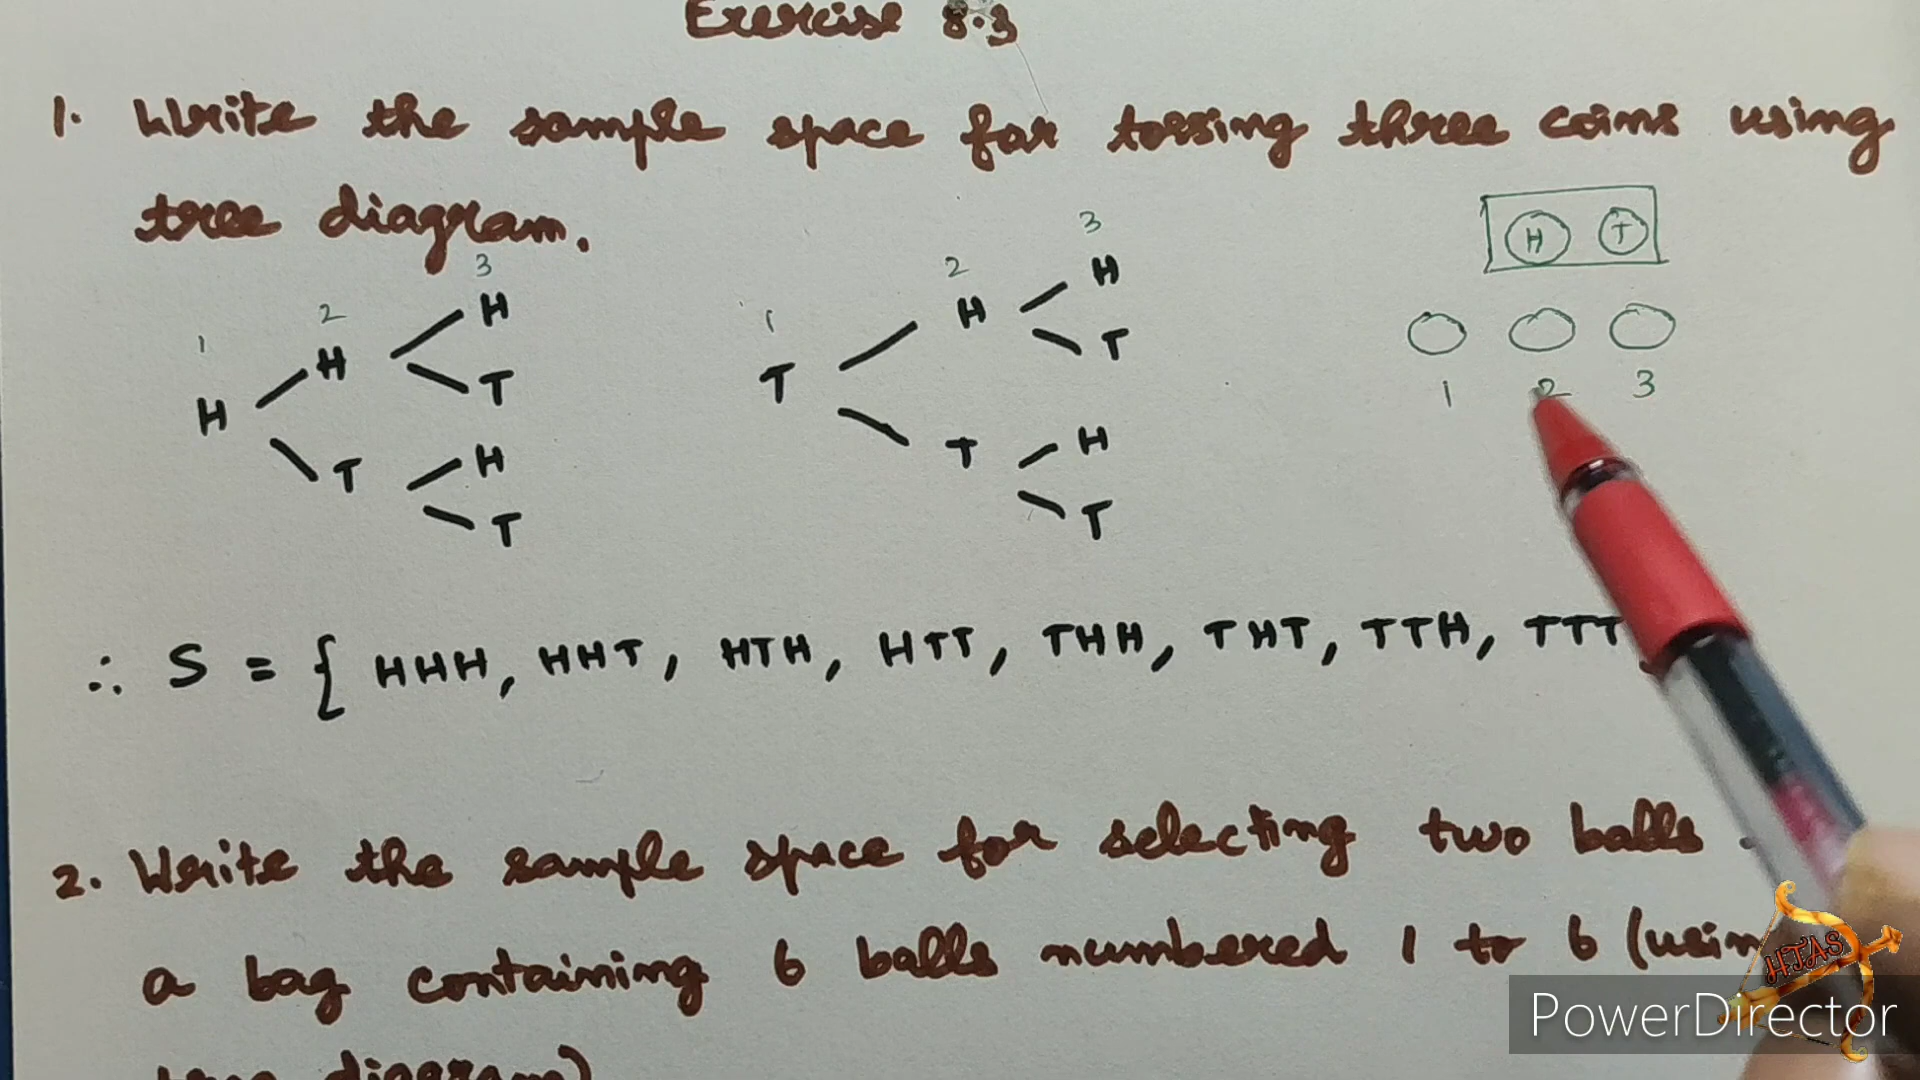 Exercise 8.3
1. Write the sample space for tossing three coins using
tree diagram.
H T
1 2 3
1 2 3
H H H
T
T H
T
1 2 3
T H H
T
T H
T
∴ S = { HHH, HHT, HTH, HTT, THH, THT, TTH, TTT
2. Write the sample space for selecting two balls
a bag containing 6 balls numbered 1 to 6 (usin
tree diagram)
HTAS
PowerDirector